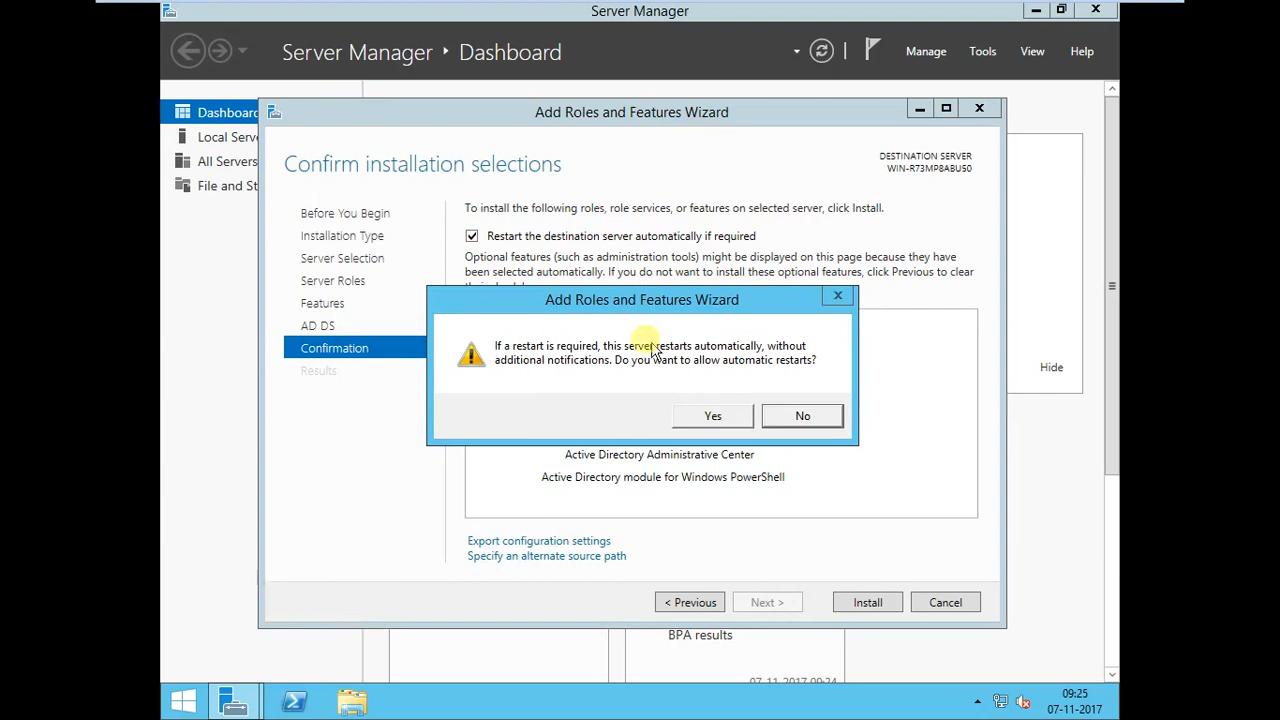 Server Manager
Server Manager ‣ Dashboard
Manage Tools View Help
Dashboard
Local Serve
All Servers
File and St
Add Roles and Features Wizard
Confirm installation selections
DESTINATION SERVER
WIN-R73MP8ABU50
Before You Begin
Installation Type
Server Selection
Server Roles
Features
AD DS
Confirmation
Results
To install the following roles, role services, or features on selected server, click Install.
Restart the destination server automatically if required
Optional features (such as administration tools) might be displayed on this page because they have
been selected automatically. If you do not want to install these optional features, click Previous to clear
Add Roles and Features Wizard
If a restart is required, this server restarts automatically, without
additional notifications. Do you want to allow automatic restarts?
Yes No
Hide
Active Directory Administrative Center
Active Directory module for Windows PowerShell
Export configuration settings
Specify an alternate source path
< Previous Next > Install Cancel
BPA results
07-11-2017 09:24
09:25
07-11-2017